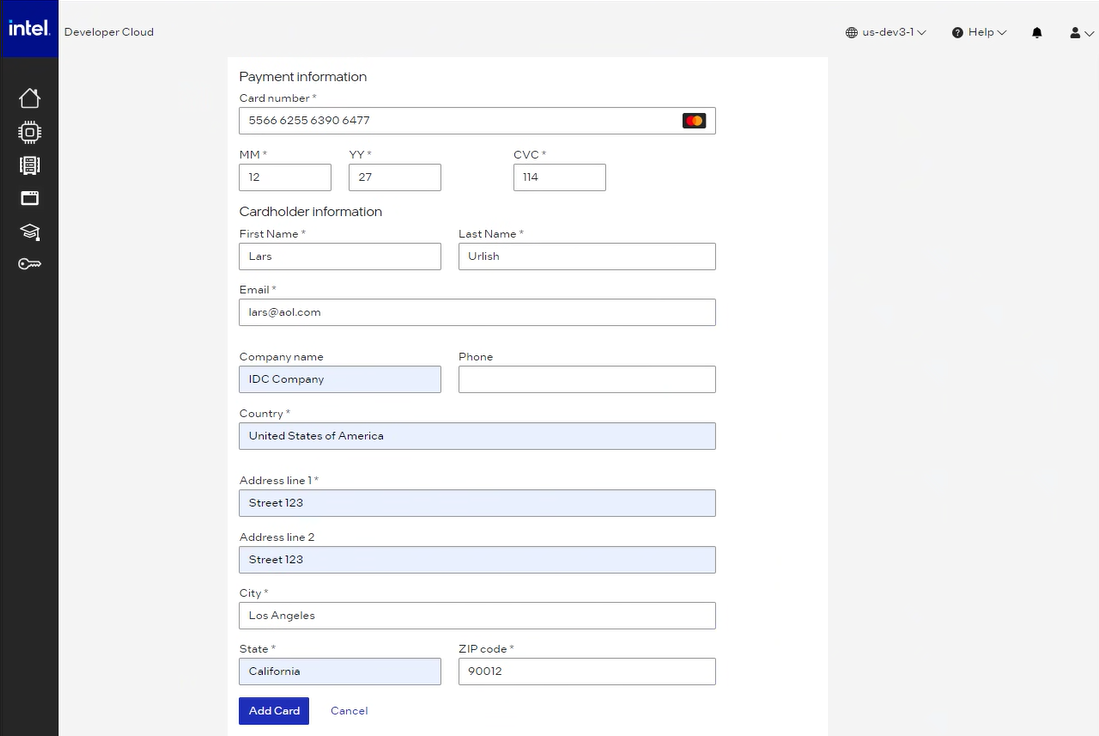 intel.
Developer Cloud
us-dev3-1
Help
Payment information
Card number *
5566 6255 6390 6477
MM * YY * CVC *
12 27 114
Cardholder information
First Name * Last Name *
Lars Urlish
Email *
lars@aol.com
Company name Phone
IDC Company
Country *
United States of America
Address line 1 *
Street 123
Address line 2
Street 123
City *
Los Angeles
State * ZIP code *
California 90012
Add Card Cancel